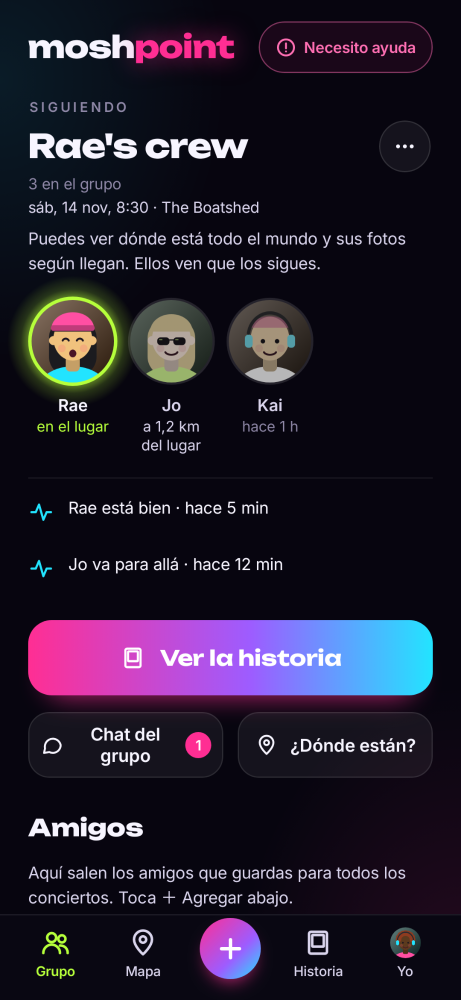 moshpoint
Necesito ayuda
SIGUIENDO
Rae's crew
3 en el grupo
sáb, 14 nov, 8:30 · The Boatshed
Puedes ver dónde está todo el mundo y sus fotos
según llegan. Ellos ven que los sigues.
Rae
en el lugar
Jo
a 1,2 km
del lugar
Kai
hace 1 h
Rae está bien · hace 5 min
Jo va para allá · hace 12 min
Ver la historia
Chat del
grupo
1
¿Dónde están?
Amigos
Aquí salen los amigos que guardas para todos los
conciertos. Toca + Agregar abajo.
Grupo
Mapa
Historia
Yo